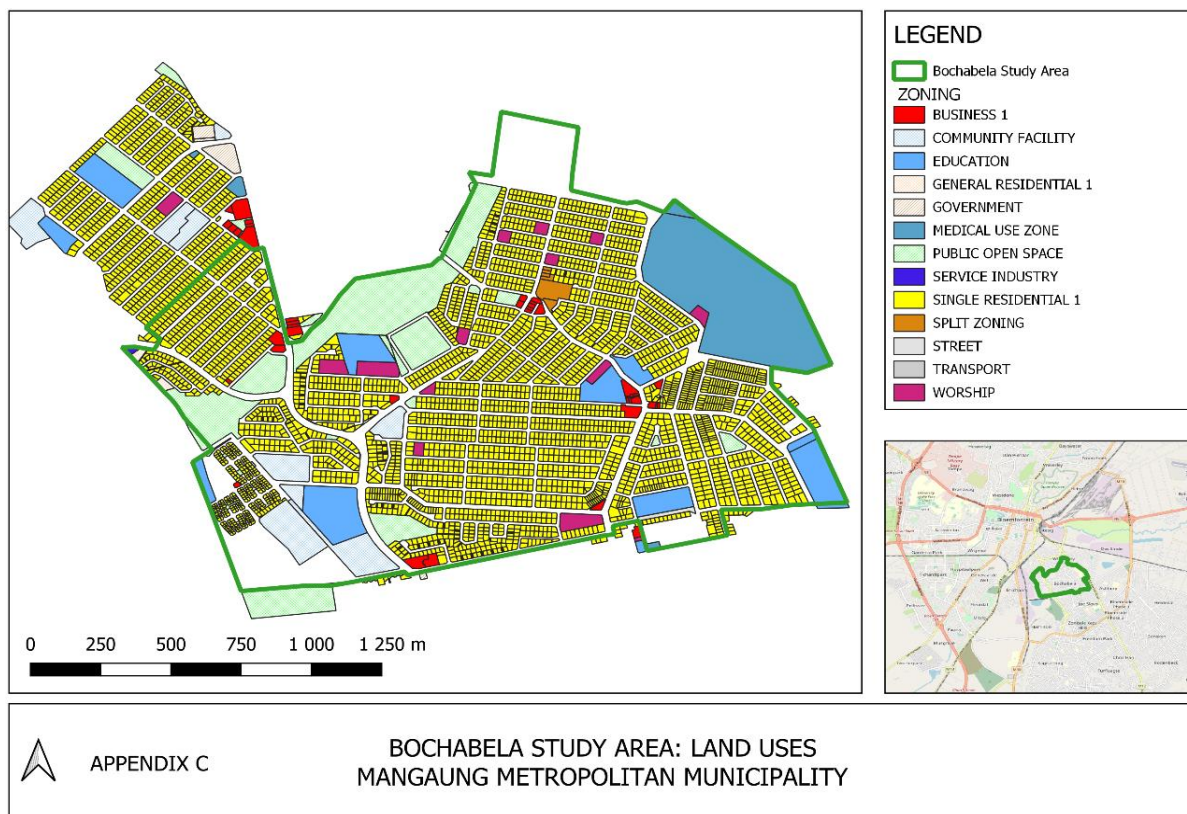 LEGEND
Bochabela Study Area
ZONING
BUSINESS 1
COMMUNITY FACILITY
EDUCATION
GENERAL RESIDENTIAL 1
GOVERNMENT
MEDICAL USE ZONE
PUBLIC OPEN SPACE
SERVICE INDUSTRY
SINGLE RESIDENTIAL 1
SPLIT ZONING
STREET
TRANSPORT
WORSHIP
0 250 500 750 1 000 1 250 m
Bloemfontein
Bochabela
APPENDIX C
BOCHABELA STUDY AREA: LAND USES
MANGAUNG METROPOLITAN MUNICIPALITY